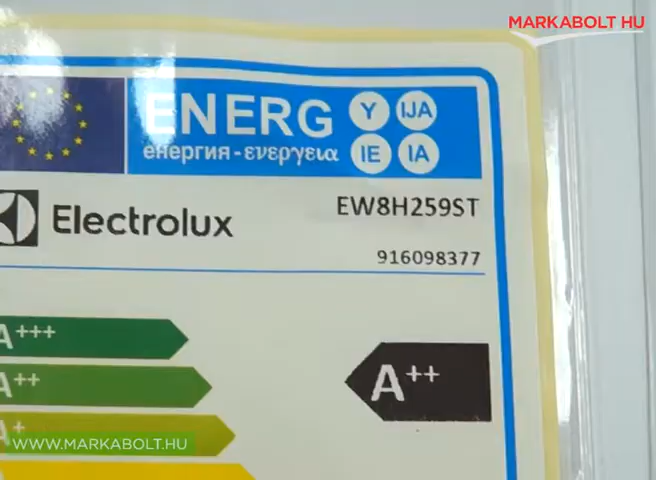 MARKABOLT HU
ENERG Y IJA
енергия - ενεργεια IE IA
Electrolux
EW8H259ST
916098377
A+++
A++
A++
A+
WWW.MARKABOLT.HU